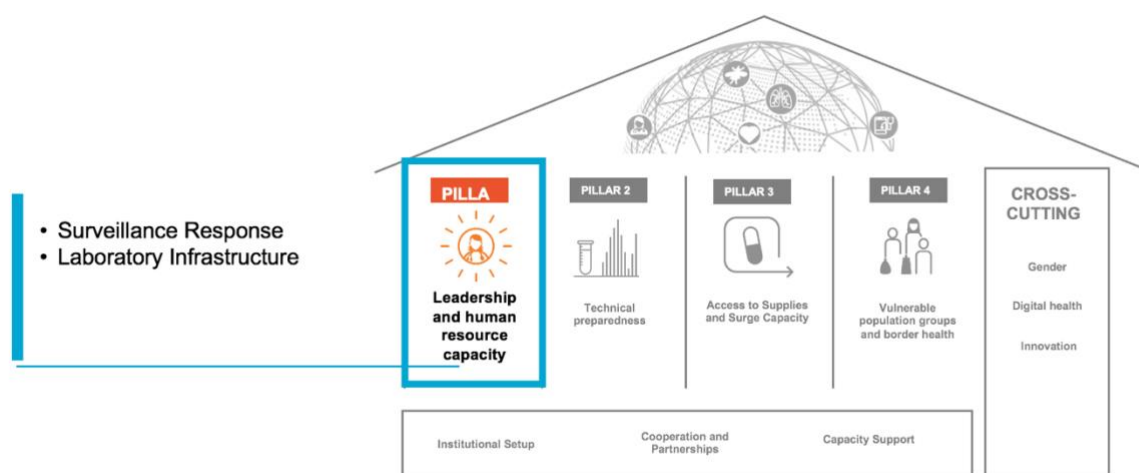 • Surveillance Response
• Laboratory Infrastructure
PILLA
Leadership
and human
resource
capacity
PILLAR 2
Technical
preparedness
PILLAR 3
Access to Supplies
and Surge Capacity
PILLAR 4
Vulnerable
population groups
and border health
CROSS-
CUTTING
Gender
Digital health
Innovation
Institutional Setup
Cooperation and
Partnerships
Capacity Support